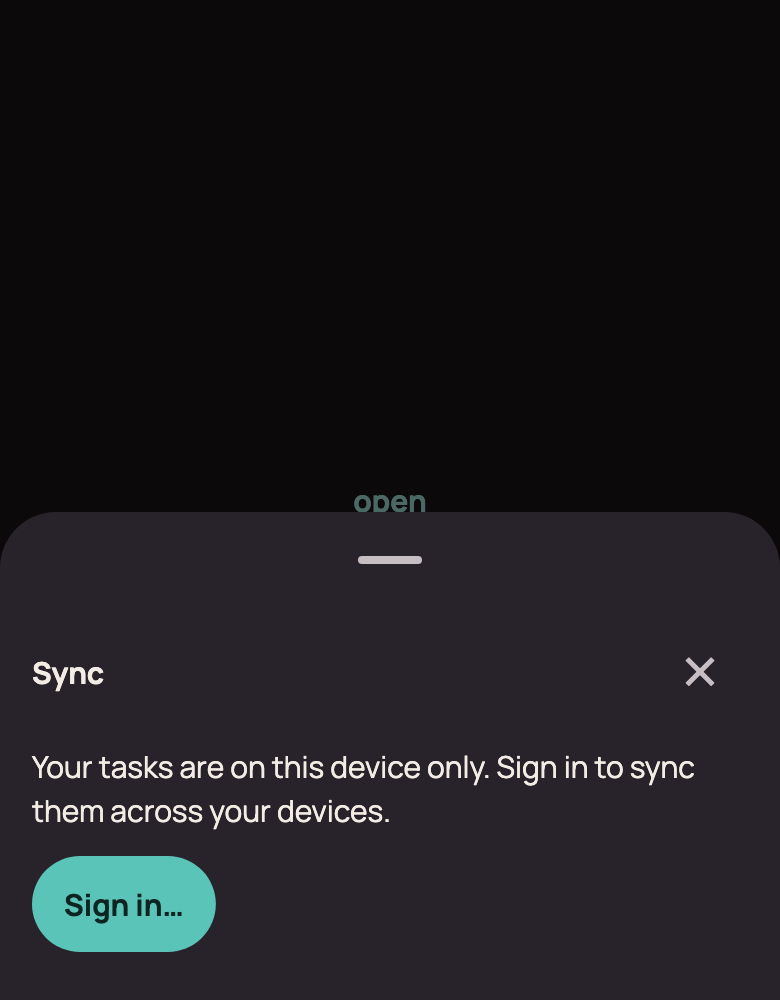 open
Sync
Your tasks are on this device only. Sign in to sync
them across your devices.
Sign in…